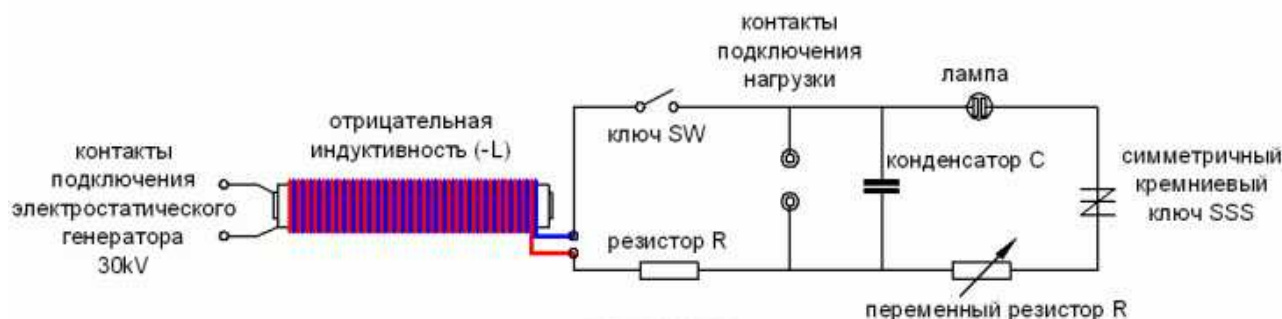 контакты
подключения
электростатического
генератора
30kV
отрицательная
индуктивность (-L)
ключ SW
резистор R
контакты
подключения
нагрузки
конденсатор C
лампа
симметричный
кремниевый
ключ SSS
переменный резистор R